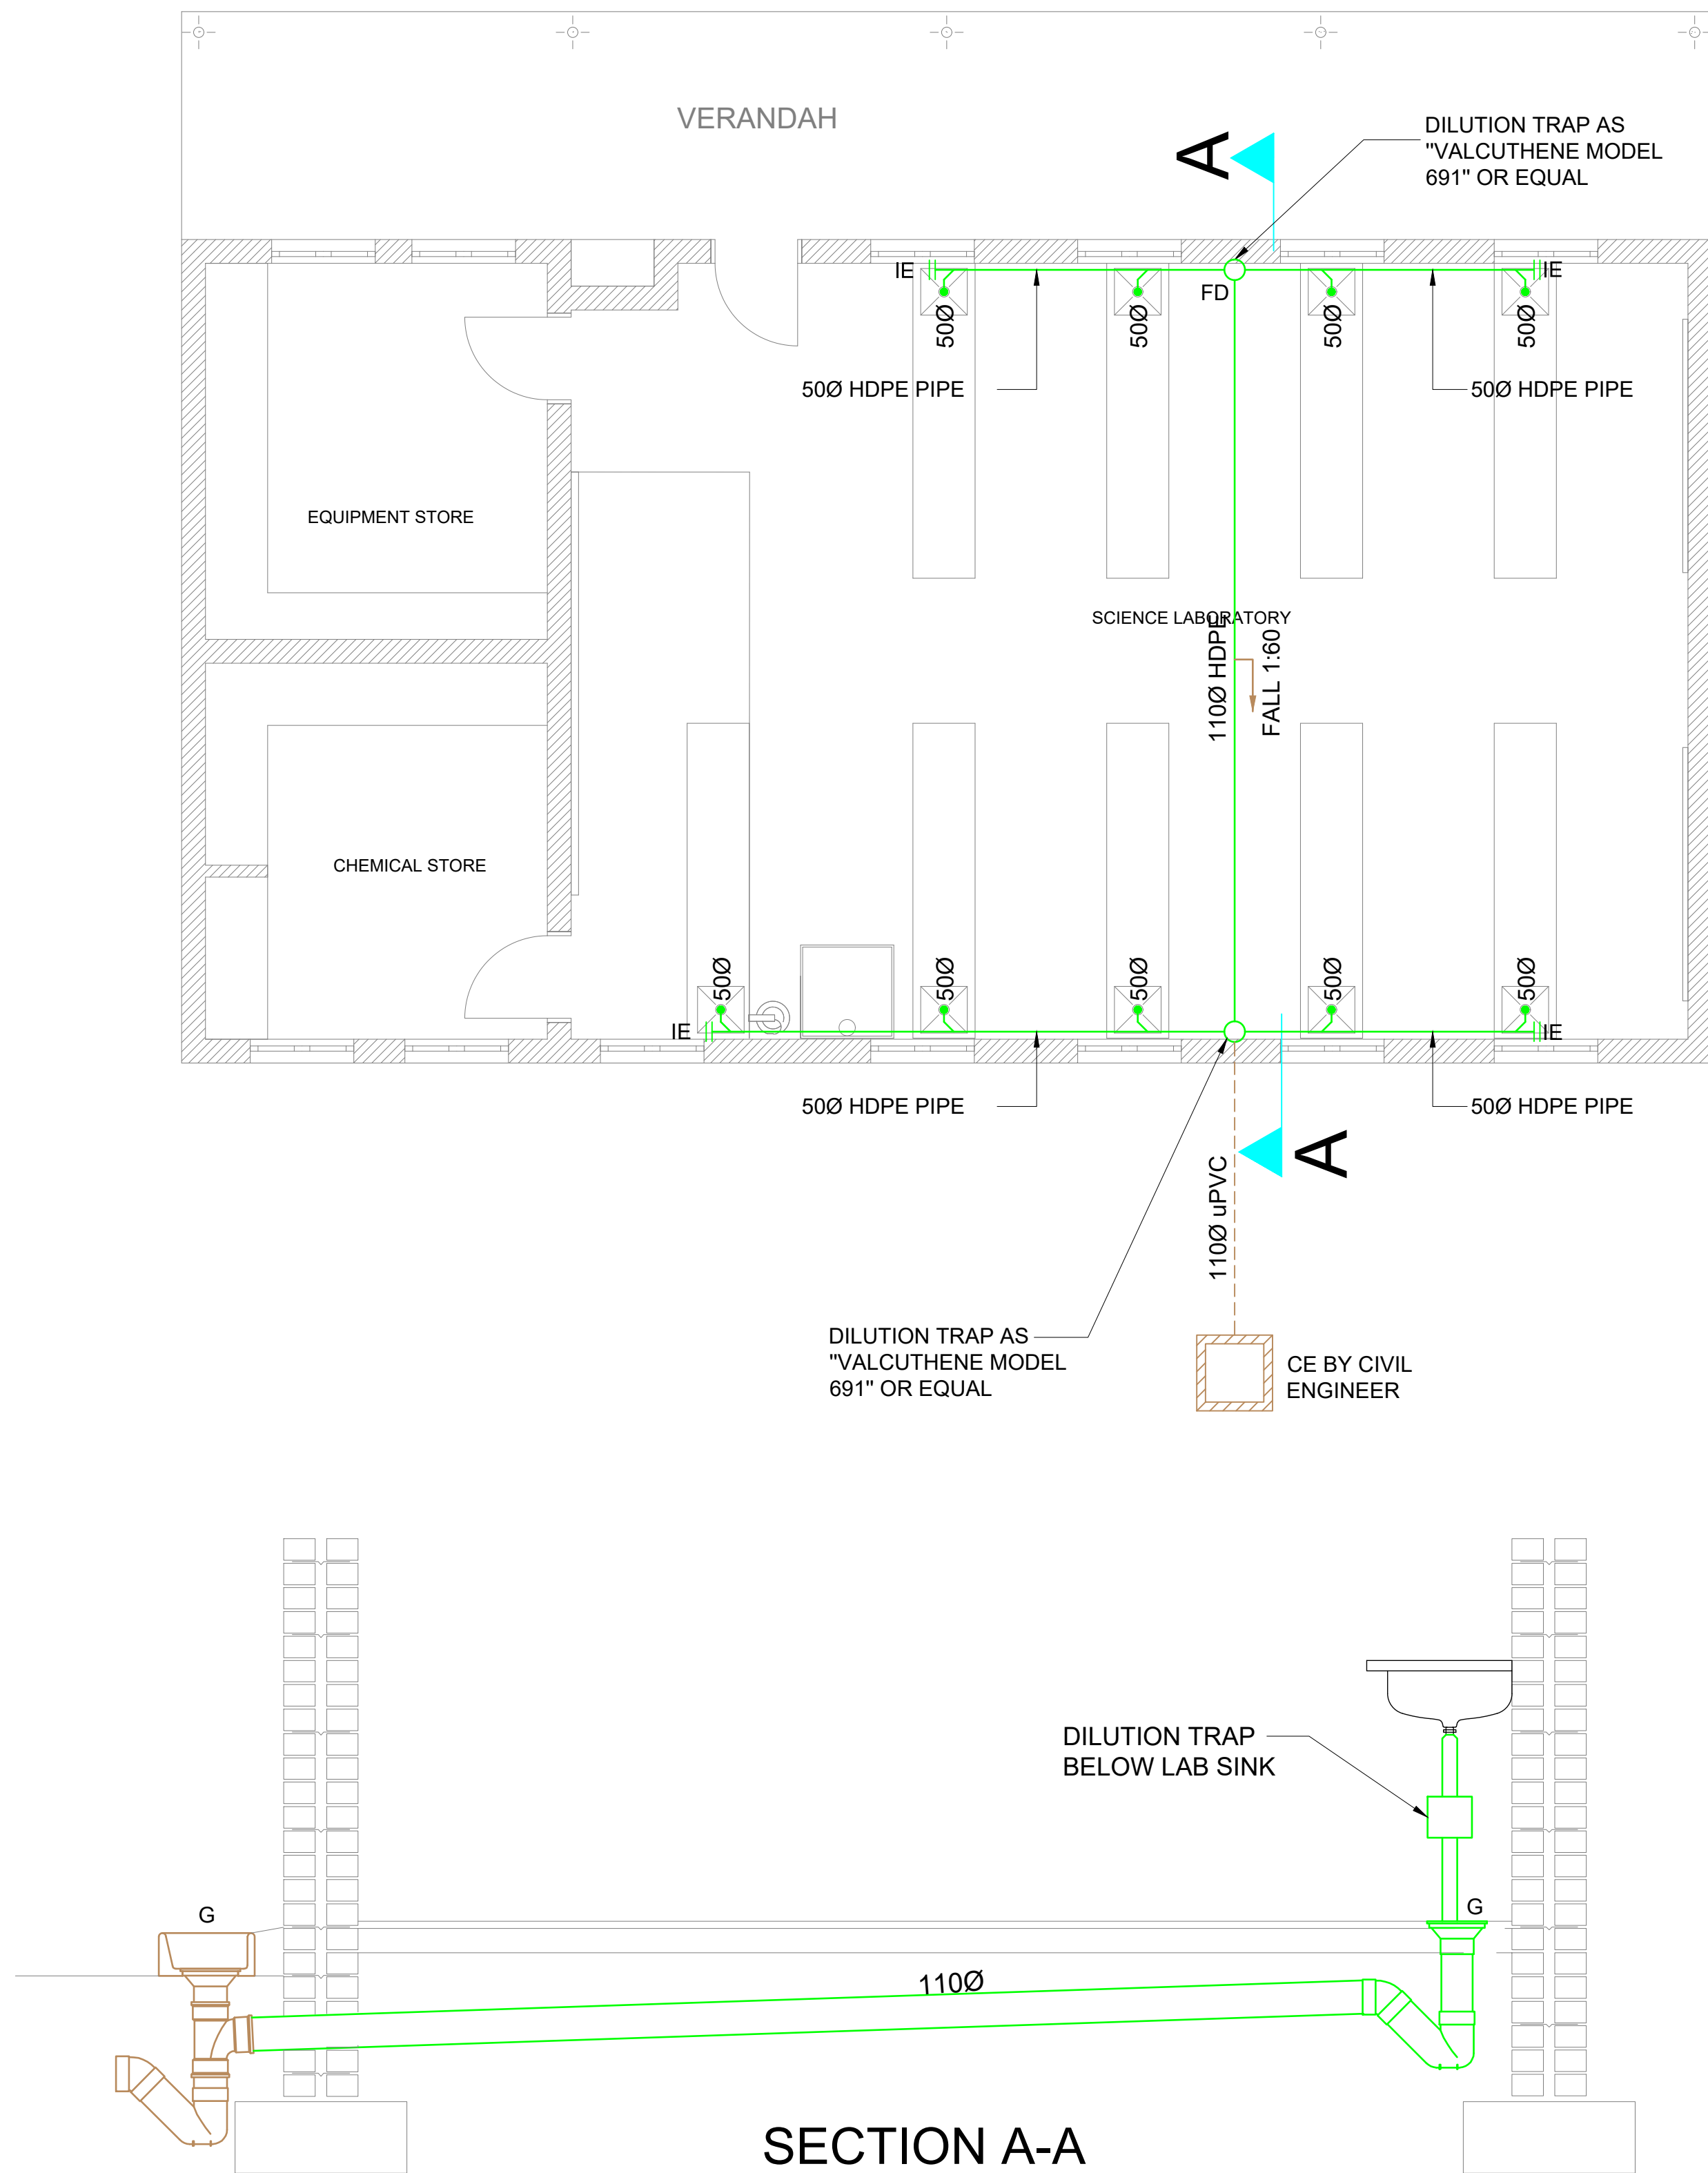 VERANDAH
A
DILUTION TRAP AS
"VALCUTHENE MODEL
691" OR EQUAL
IE
FD
IE
50Ø
50Ø
50Ø
50Ø
50Ø HDPE PIPE
50Ø HDPE PIPE
EQUIPMENT STORE
SCIENCE LABORATORY
110Ø HDPE
FALL 1:60
CHEMICAL STORE
50Ø
50Ø
50Ø
50Ø
50Ø
IE
IE
50Ø HDPE PIPE
50Ø HDPE PIPE
A
110Ø uPVC
DILUTION TRAP AS
"VALCUTHENE MODEL
691" OR EQUAL
CE BY CIVIL
ENGINEER
DILUTION TRAP
BELOW LAB SINK
G
G
110Ø
SECTION A-A